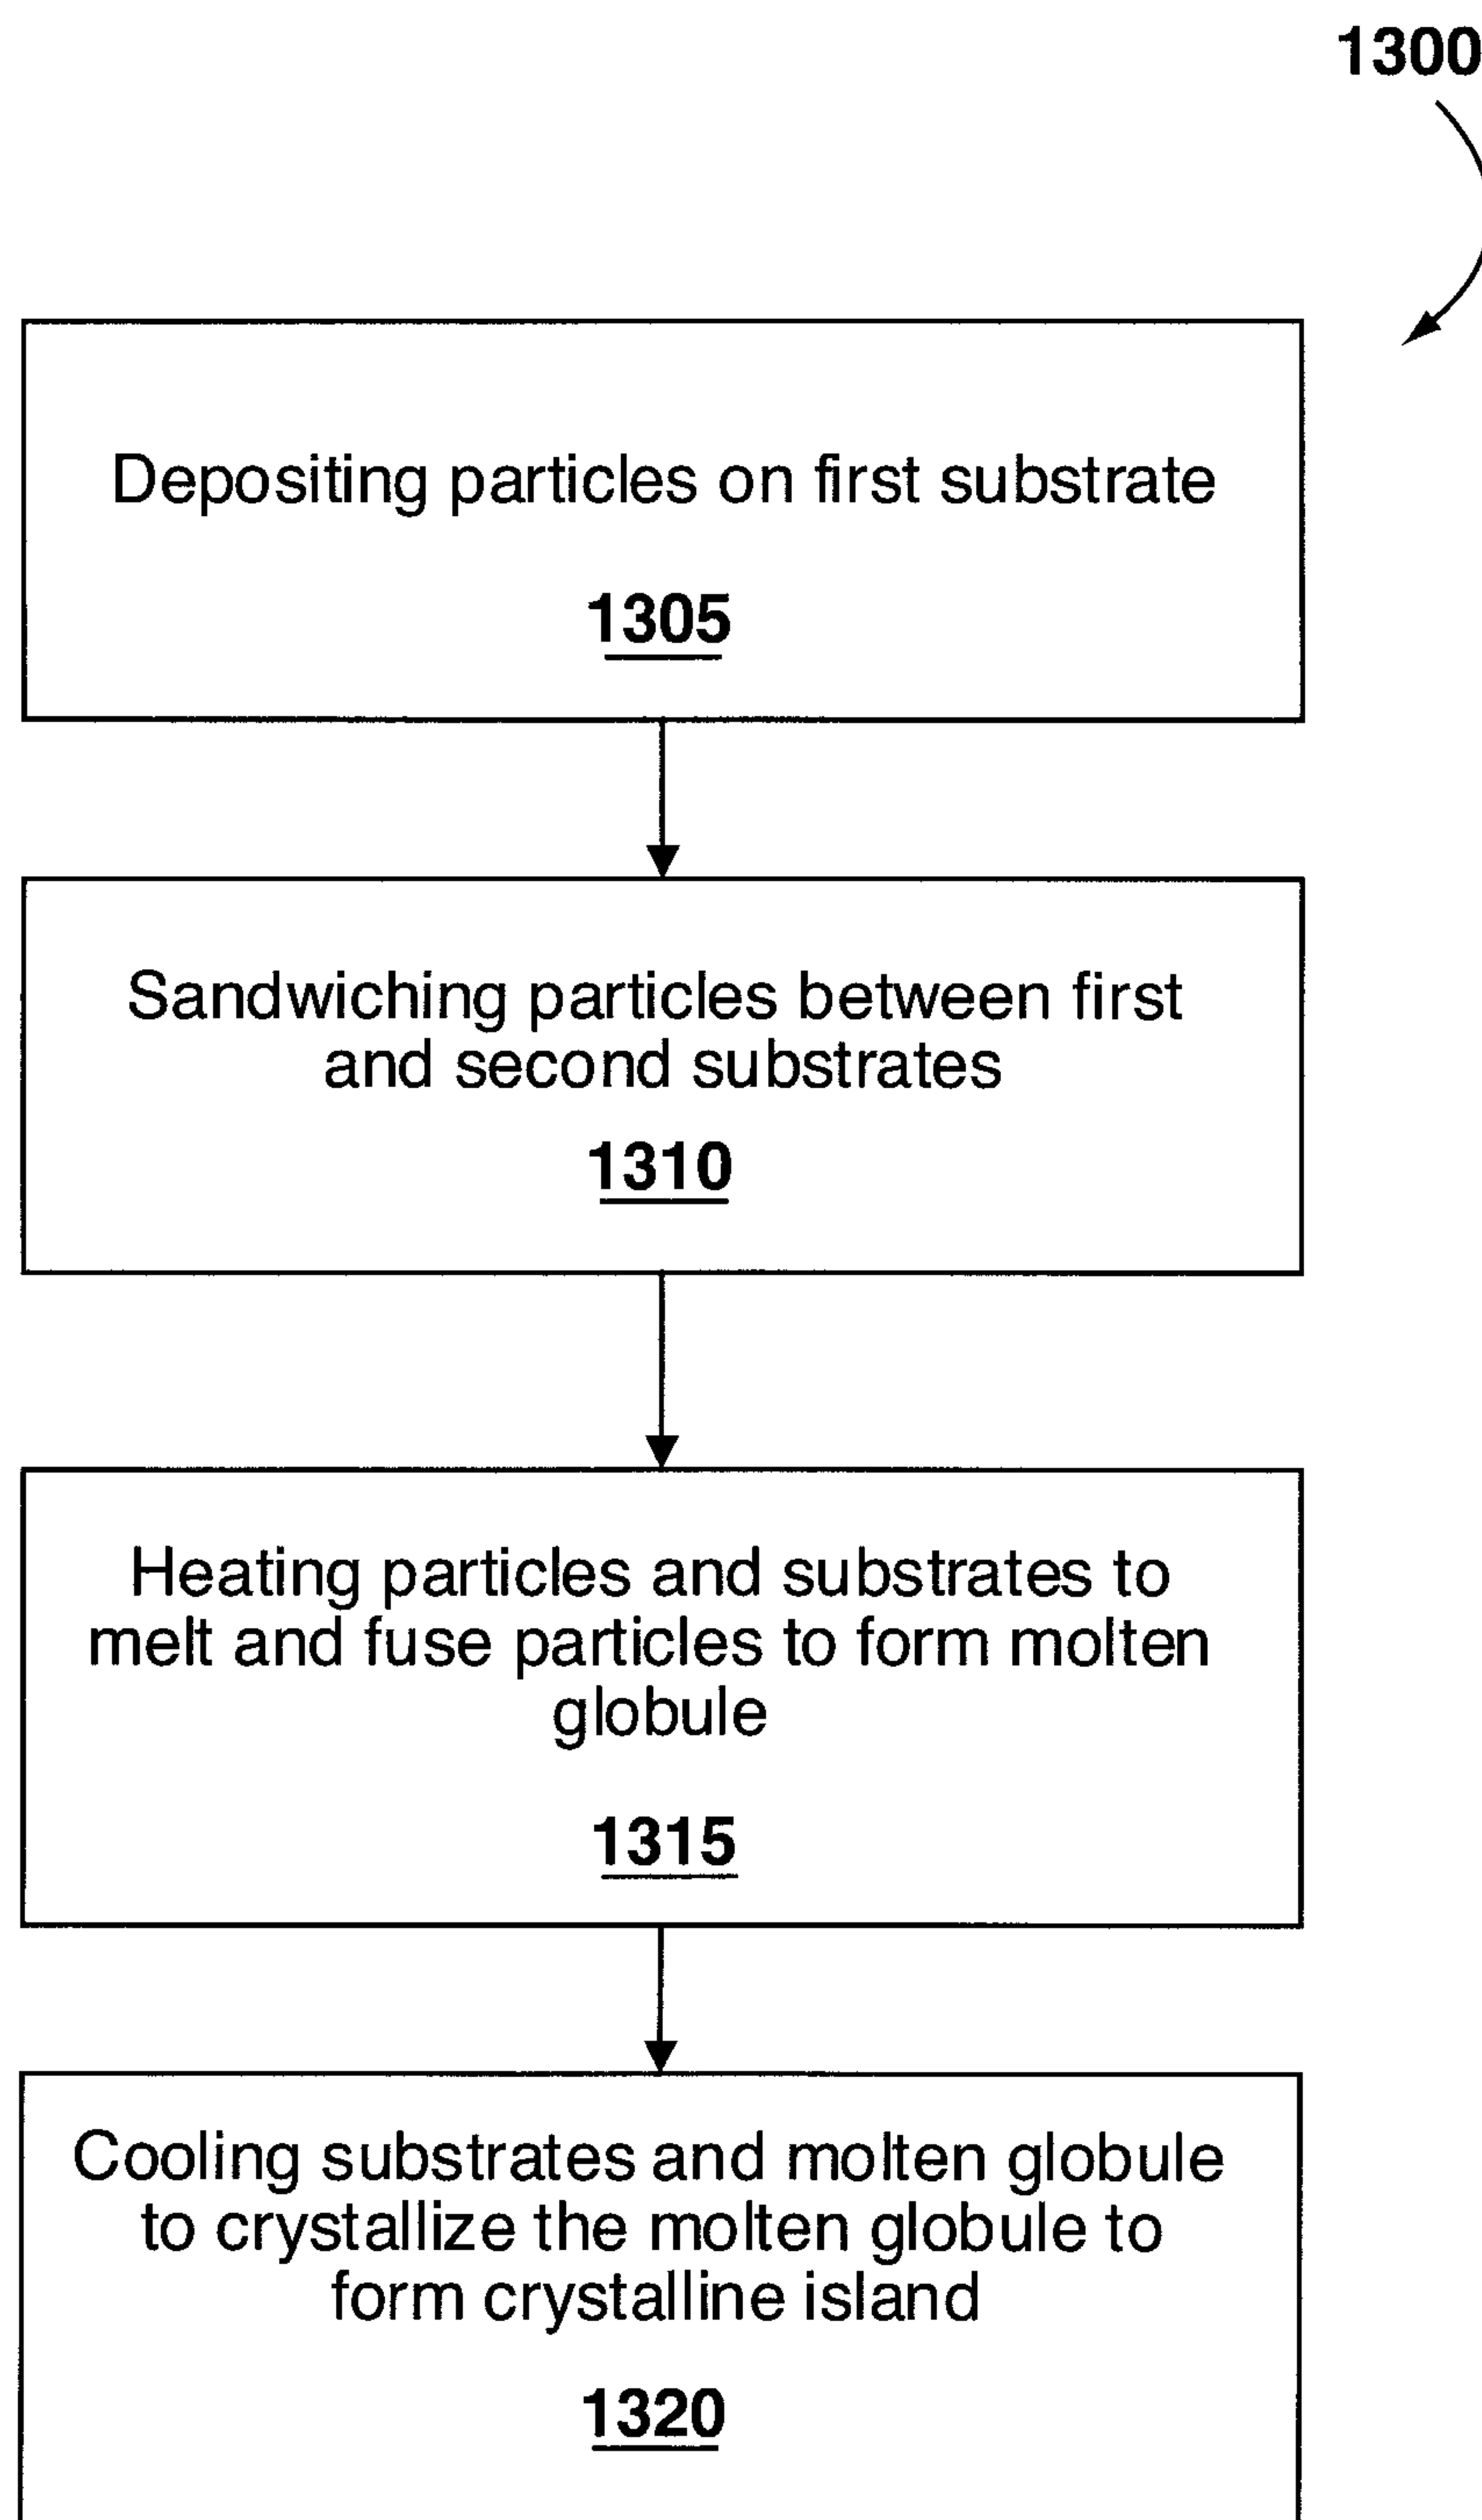 1300
Depositing particles on first substrate
1305
Sandwiching particles between first
and second substrates
1310
Heating particles and substrates to
melt and fuse particles to form molten
globule
1315
Cooling substrates and molten globule
to crystallize the molten globule to
form crystalline island
1320